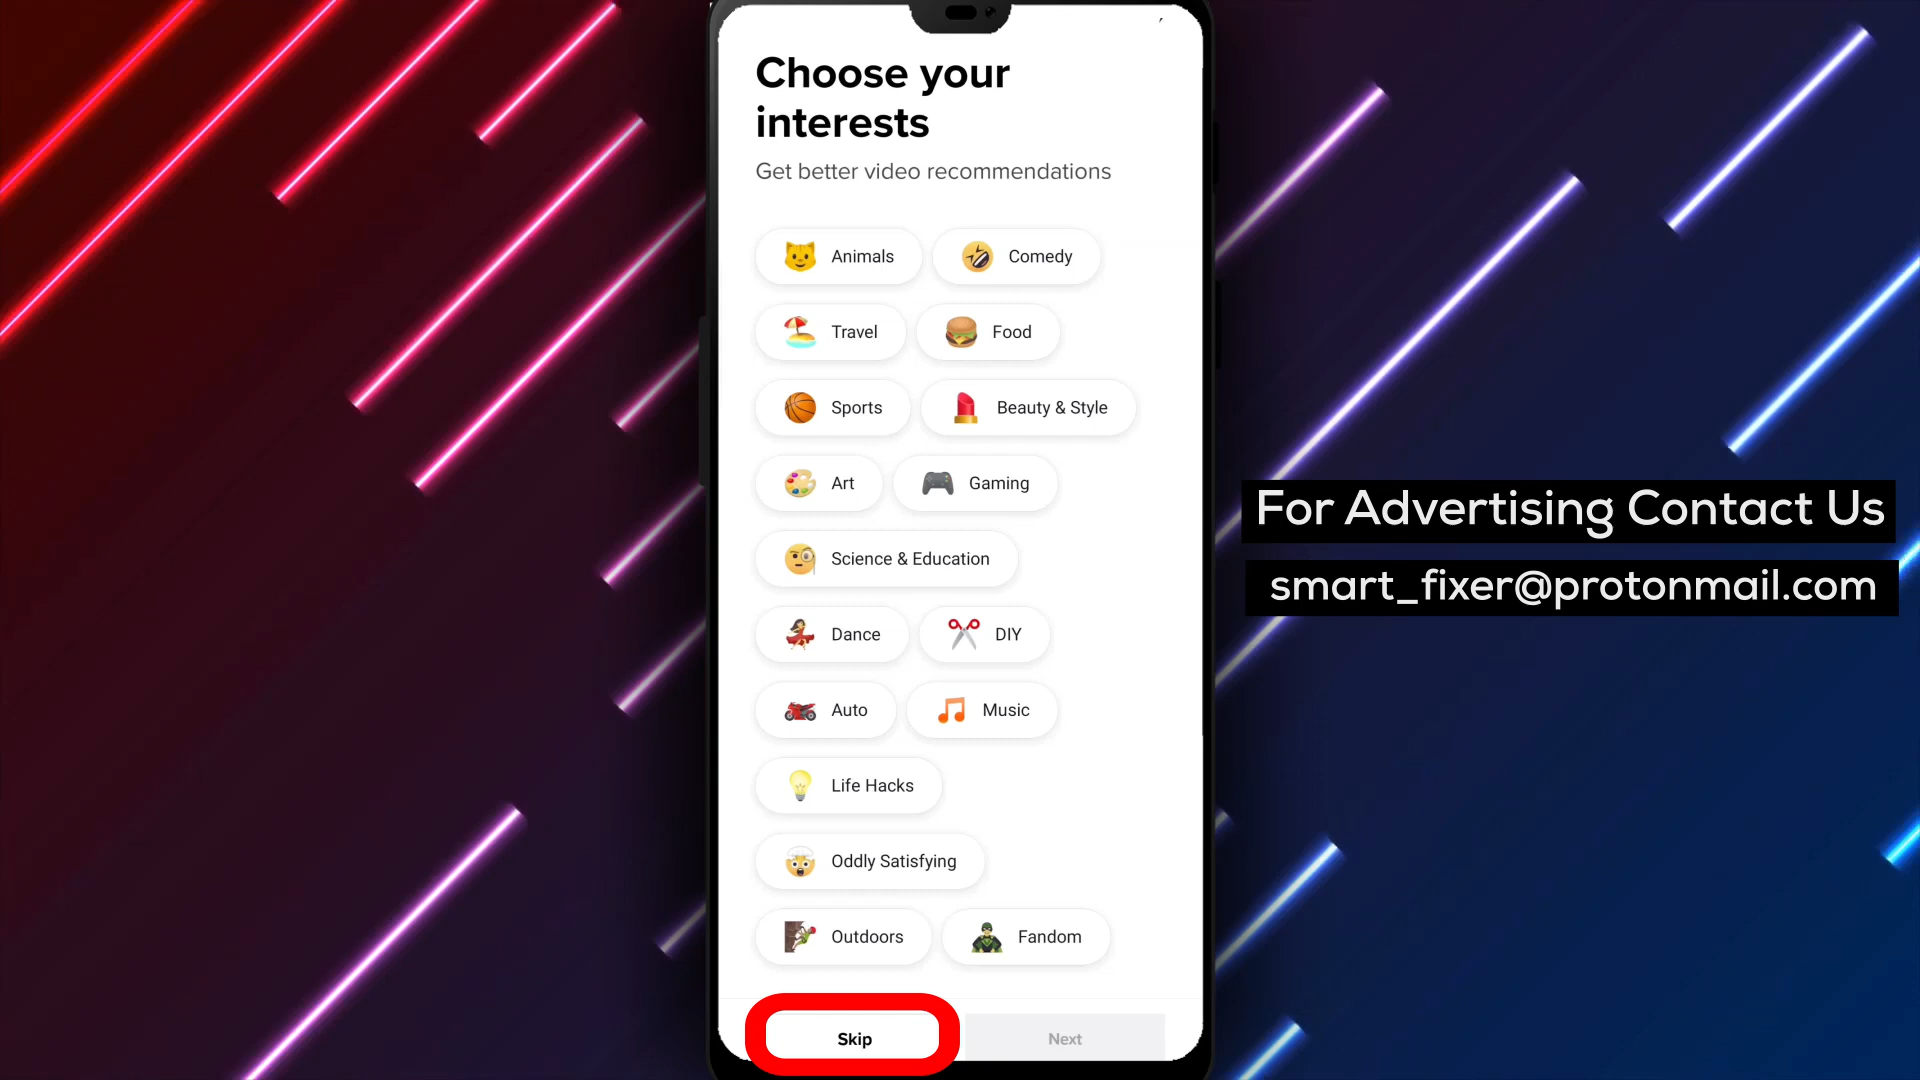 Choose your
interests
Get better video recommendations
Animals
Comedy
Travel
Food
Sports
Beauty & Style
Art
Gaming
Science & Education
Dance
DIY
Auto
Music
Life Hacks
Oddly Satisfying
Outdoors
Fandom
Skip
Next
For Advertising Contact Us
smart_fixer@protonmail.com